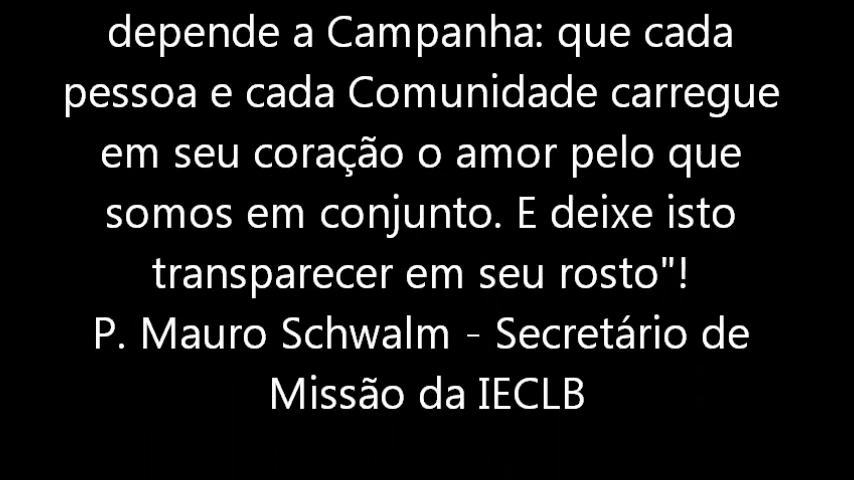 depende a Campanha: que cada
pessoa e cada Comunidade carregue
em seu coração o amor pelo que
somos em conjunto. E deixe isto
transparecer em seu rosto"!
P. Mauro Schwalm - Secretário de
Missão da IECLB